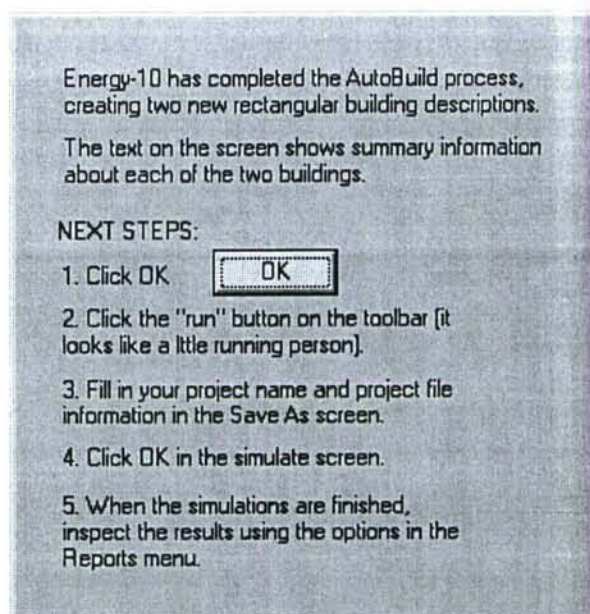 Energy-10 has completed the AutoBuild process,
creating two new rectangular building descriptions.
The text on the screen shows summary information
about each of the two buildings.
NEXT STEPS:
1. Click OK OK
2. Click the "run" button on the toolbar (it
looks like a lttle running person).
3. Fill in your project name and project file
information in the Save As screen.
4. Click OK in the simulate screen.
5. When the simulations are finished,
inspect the results using the options in the
Reports menu.